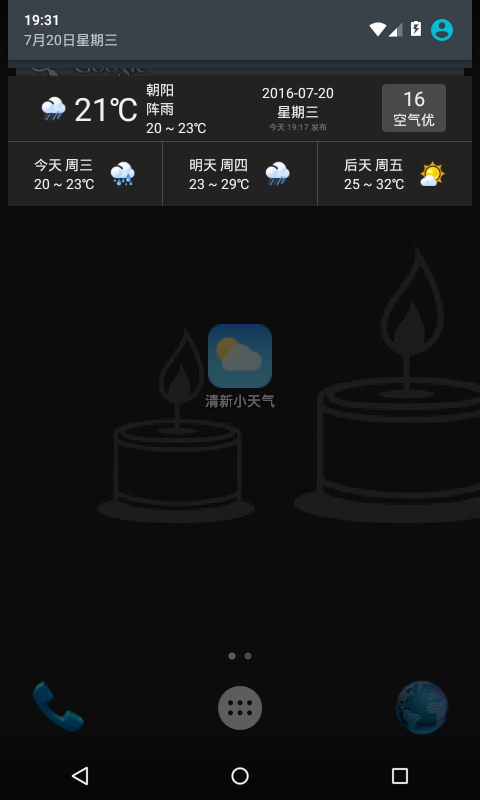 19:31
7月20日星期三
Google
21℃
朝阳
阵雨
20 ~ 23℃
2016-07-20
星期三
今天 19:17 发布
16
空气优
今天 周三
20 ~ 23℃
明天 周四
23 ~ 29℃
后天 周五
25 ~ 32℃
清新小天气